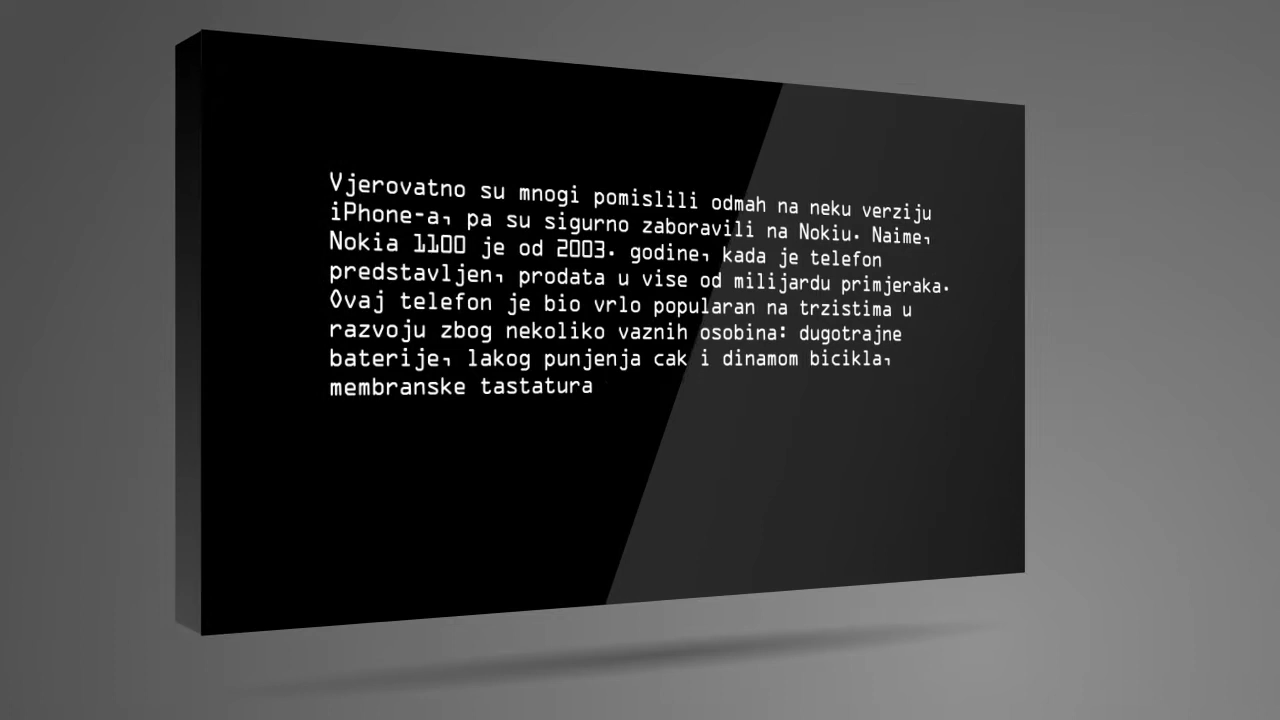 Vjerovatno su mnogi pomislili odmah na neku verziju
iPhone-a, pa su sigurno zaboravili na Nokiu. Naime,
Nokia 1100 je od 2003. godine, kada je telefon
predstavljen, prodata u vise od milijardu primjeraka.
Ovaj telefon je bio vrlo popularan na trzistima u
razvoju zbog nekoliko vaznih osobina: dugotrajne
baterije, lakog punjenja cak i dinamom bicikla,
membranske tastatura